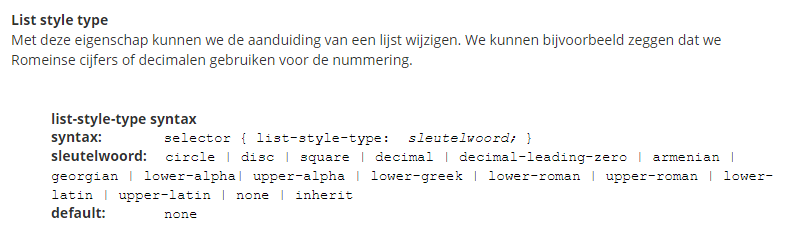 List style type
Met deze eigenschap kunnen we de aanduiding van een lijst wijzigen. We kunnen bijvoorbeeld zeggen dat we
Romeinse cijfers of decimalen gebruiken voor de nummering.
list-style-type syntax
syntax: selector { list-style-type: sleutelwoord; }
sleutelwoord: circle | disc | square | decimal | decimal-leading-zero | armenian |
georgian | lower-alpha| upper-alpha | lower-greek | lower-roman | upper-roman | lower-
latin | upper-latin | none | inherit
default: none